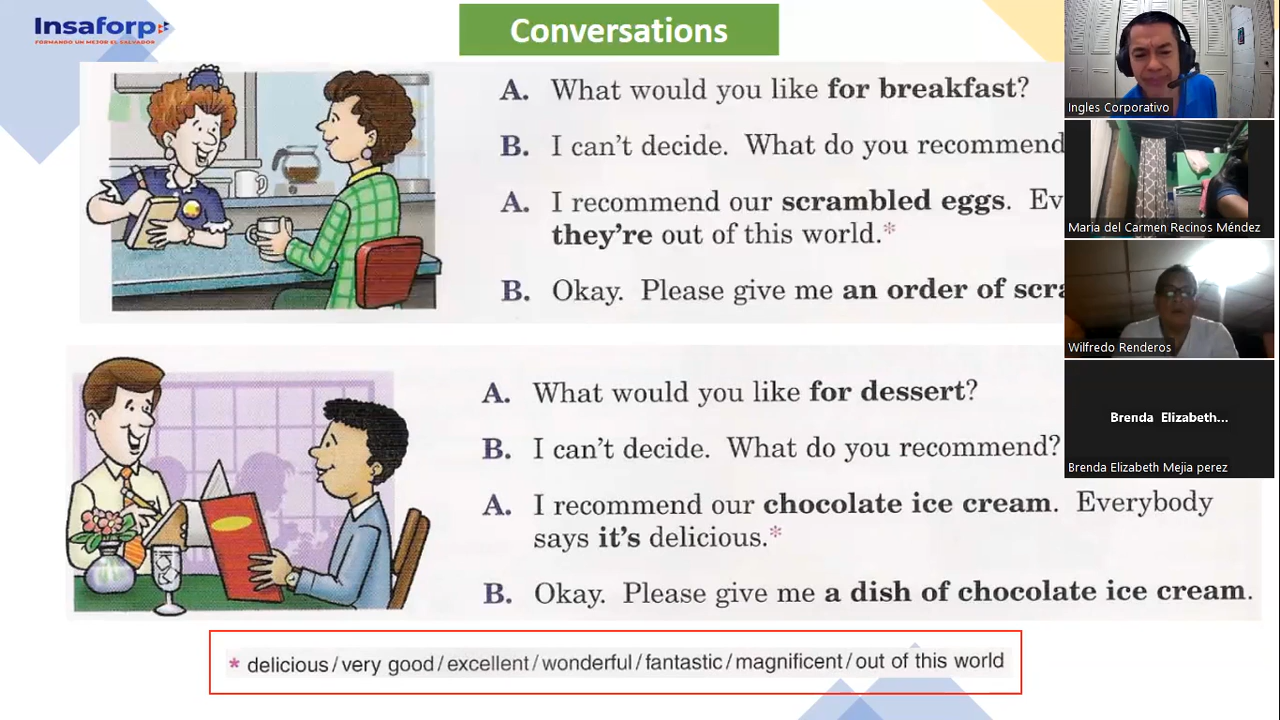 Insaforp
FORMANDO UN MEJOR EL SALVADOR
Conversations
A. What would you like for breakfast?
B. I can't decide. What do you recommend
A. I recommend our scrambled eggs. Ev
they're out of this world.*
B. Okay. Please give me an order of scra
A. What would you like for dessert?
B. I can't decide. What do you recommend?
A. I recommend our chocolate ice cream. Everybody
says it's delicious.*
B. Okay. Please give me a dish of chocolate ice cream.
* delicious/very good/excellent/wonderful/fantastic/magnificent/out of this world
Ingles Corporativo
Maria del Carmen Recinos Méndez
Wilfredo Renderos
Brenda Elizabeth...
Brenda Elizabeth Mejia perez